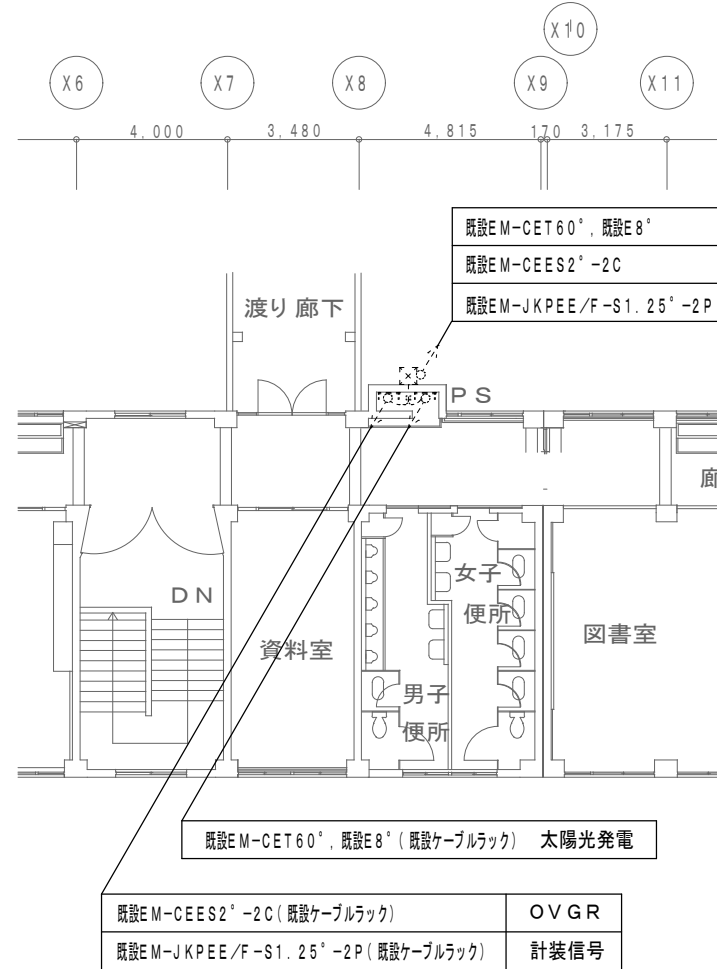 X10
X6 X7 X8 X9 X11
4,000 3,480 4,815 170 3,175
既設EM-CET60°, 既設E8°
既設EM-CEES2°-2C
既設EM-JKPEE/F-S1.25°-2P
渡り廊下
PS
廊
DN
女子
便所
資料室
図書室
男子
便所
既設EM-CET60°, 既設E8°(既設ケーブルラック) 太陽光発電
既設EM-CEES2°-2C(既設ケーブルラック) OVGR
既設EM-JKPEE/F-S1.25°-2P(既設ケーブルラック) 計装信号